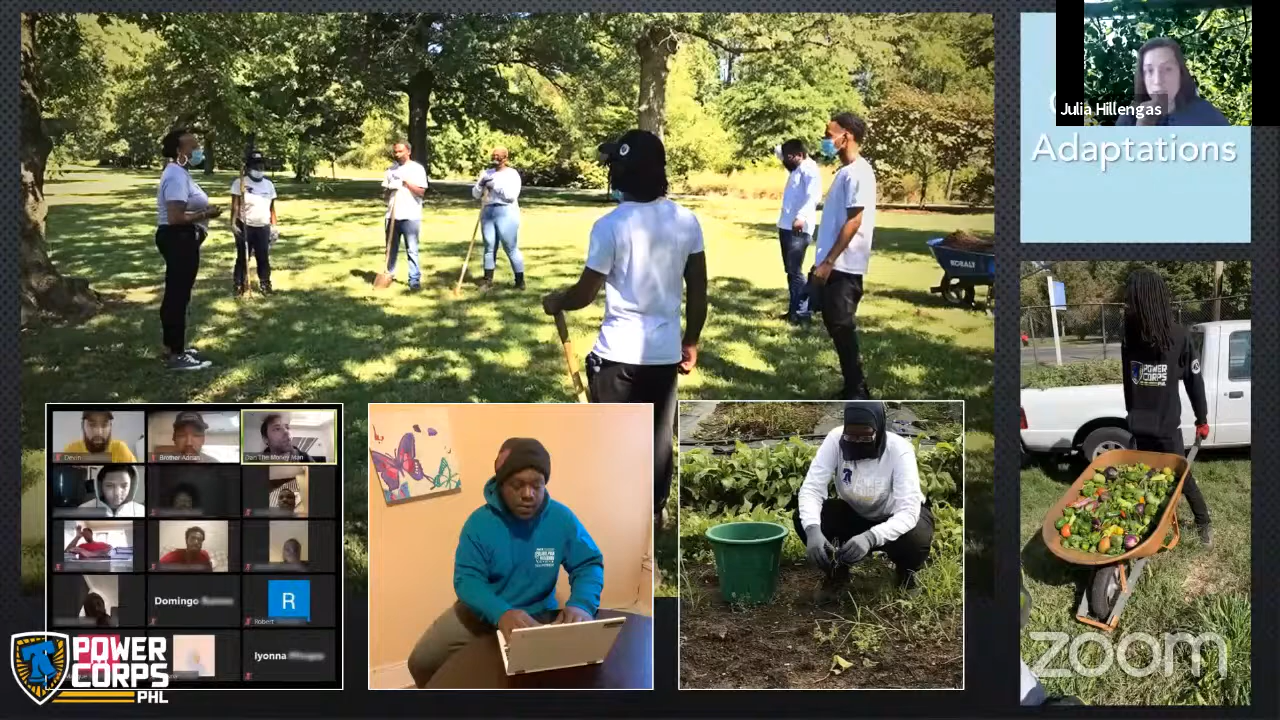 Julia Hillengas
Adaptations
KOBALT
Devin
Brother Adrian
Dan The Money Man
Domingo
R
Robert
Iyonna
POWER
CORPS
PHL
POWER
CORPS
PHL
zoom